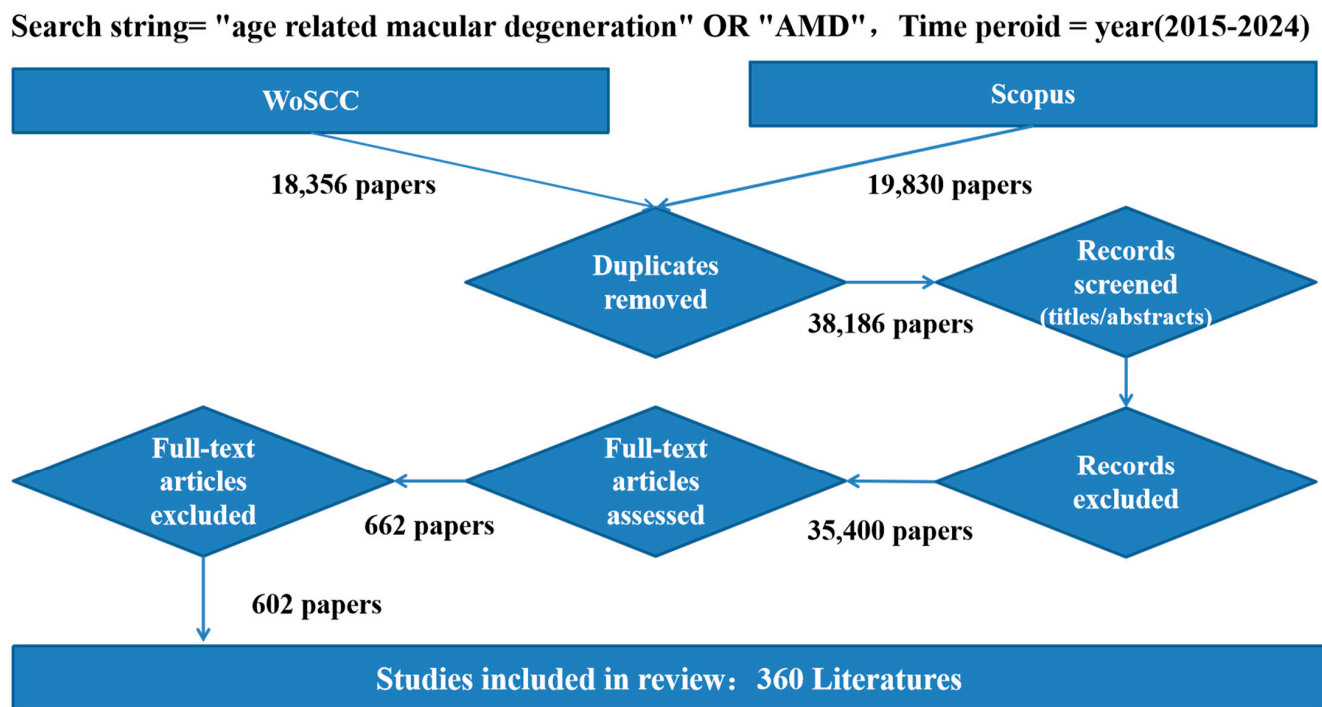 Search string= "age related macular degeneration" OR "AMD"，Time peroid = year(2015-2024)
WoSCC
Scopus
18,356 papers
19,830 papers
Duplicates
removed
38,186 papers
Records
screened
(titles/abstracts)
Records
excluded
35,400 papers
Full-text
articles
assessed
662 papers
Full-text
articles
excluded
602 papers
Studies included in review：360 Literatures